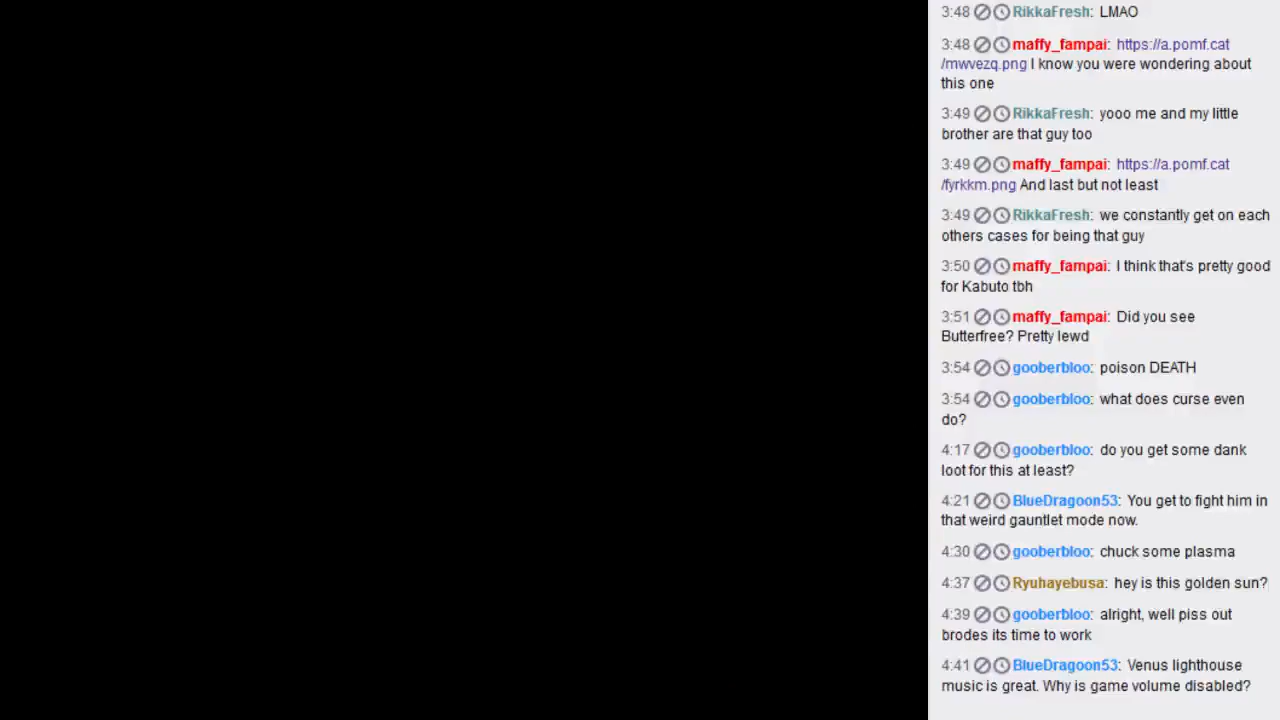 3:48 RikkaFresh: LMAO
3:48 maffy_fampai: https://a.pomf.cat
/mwvezq.png I know you were wondering about
this one
3:49 RikkaFresh: yooo me and my little
brother are that guy too
3:49 maffy_fampai: https://a.pomf.cat
/fyrkkm.png And last but not least
3:49 RikkaFresh: we constantly get on each
others cases for being that guy
3:50 maffy_fampai: I think that's pretty good
for Kabuto tbh
3:51 maffy_fampai: Did you see
Butterfree? Pretty lewd
3:54 gooberbloo: poison DEATH
3:54 gooberbloo: what does curse even
do?
4:17 gooberbloo: do you get some dank
loot for this at least?
4:21 BlueDragoon53: You get to fight him in
that weird gauntlet mode now.
4:30 gooberbloo: chuck some plasma
4:37 Ryuhayebusa: hey is this golden sun?
4:39 gooberbloo: alright, well piss out
brodes its time to work
4:41 BlueDragoon53: Venus lighthouse
music is great. Why is game volume disabled?